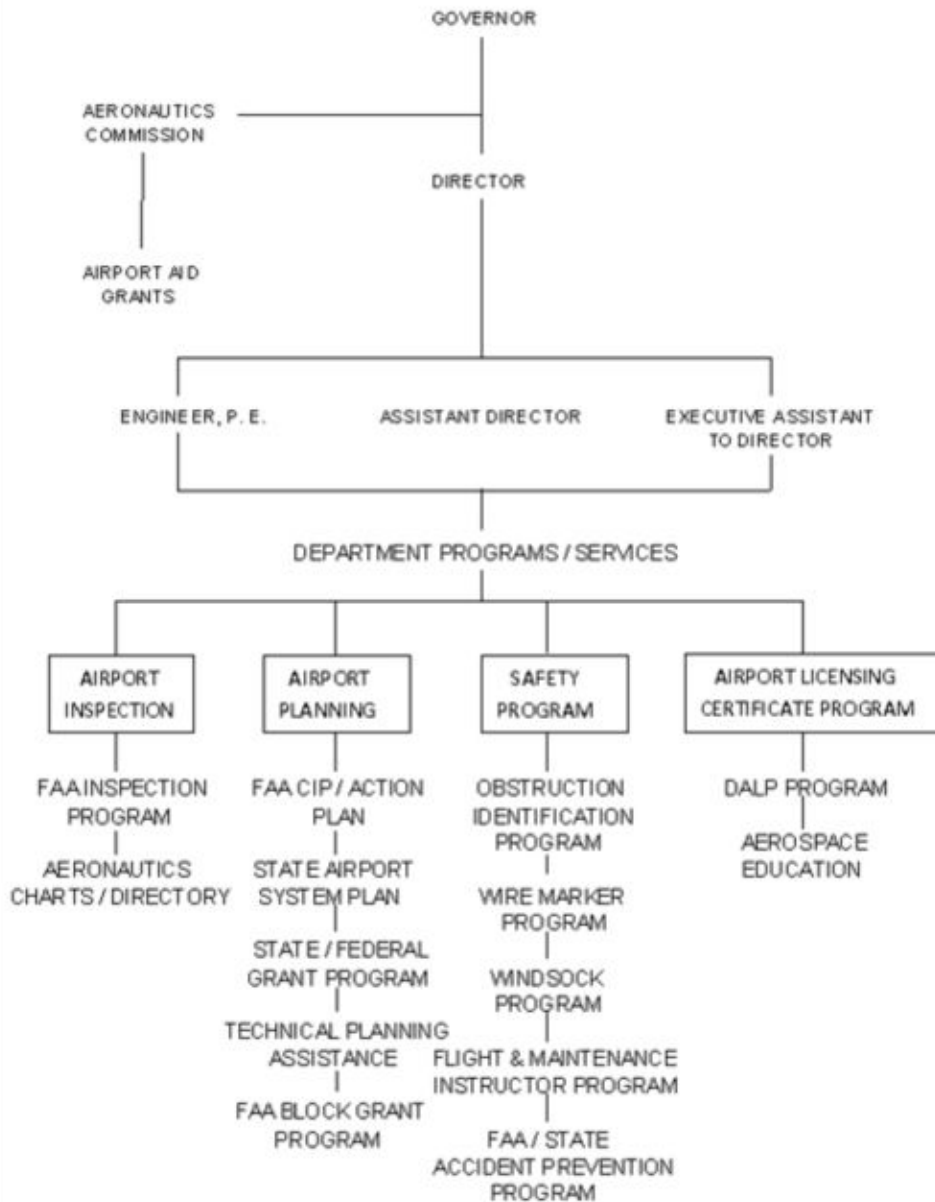 GOVERNOR
AERONAUTICS
COMMISSION
DIRECTOR
AIRPORT AID
GRANTS
ENGINEER, P. E.
ASSISTANT DIRECTOR
EXECUTIVE ASSISTANT
TO DIRECTOR
DEPARTMENT PROGRAMS / SERVICES
AIRPORT
INSPECTION
FAA INSPECTION
PROGRAM
AERONAUTICS
CHARTS / DIRECTORY
AIRPORT
PLANNING
FAA CIP / ACTION
PLAN
STATE AIRPORT
SYSTEM PLAN
STATE / FEDERAL
GRANT PROGRAM
TECHNICAL PLANNING
ASSISTANCE
FAA BLOCK GRANT
PROGRAM
SAFETY
PROGRAM
OBSTRUCTION
IDENTIFICATION
PROGRAM
WIRE MARKER
PROGRAM
WINDSOCK
PROGRAM
FLIGHT & MAINTENANCE
INSTRUCTOR PROGRAM
FAA / STATE
ACCIDENT PREVENTION
PROGRAM
AIRPORT LICENSING
CERTIFICATE PROGRAM
DALP PROGRAM
AEROSPACE
EDUCATION